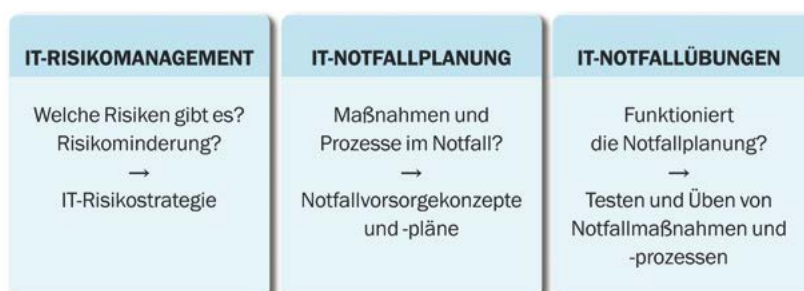 IT-RISIKOMANAGEMENT
Welche Risiken gibt es?
Risikominderung?
→
IT-Risikostrategie
IT-NOTFALLPLANUNG
Maßnahmen und
Prozesse im Notfall?
→
Notfallvorsorgekonzepte
und -pläne
IT-NOTFALLÜBUNGEN
Funktioniert
die Notfallplanung?
→
Testen und Üben von
Notfallmaßnahmen und
-prozessen